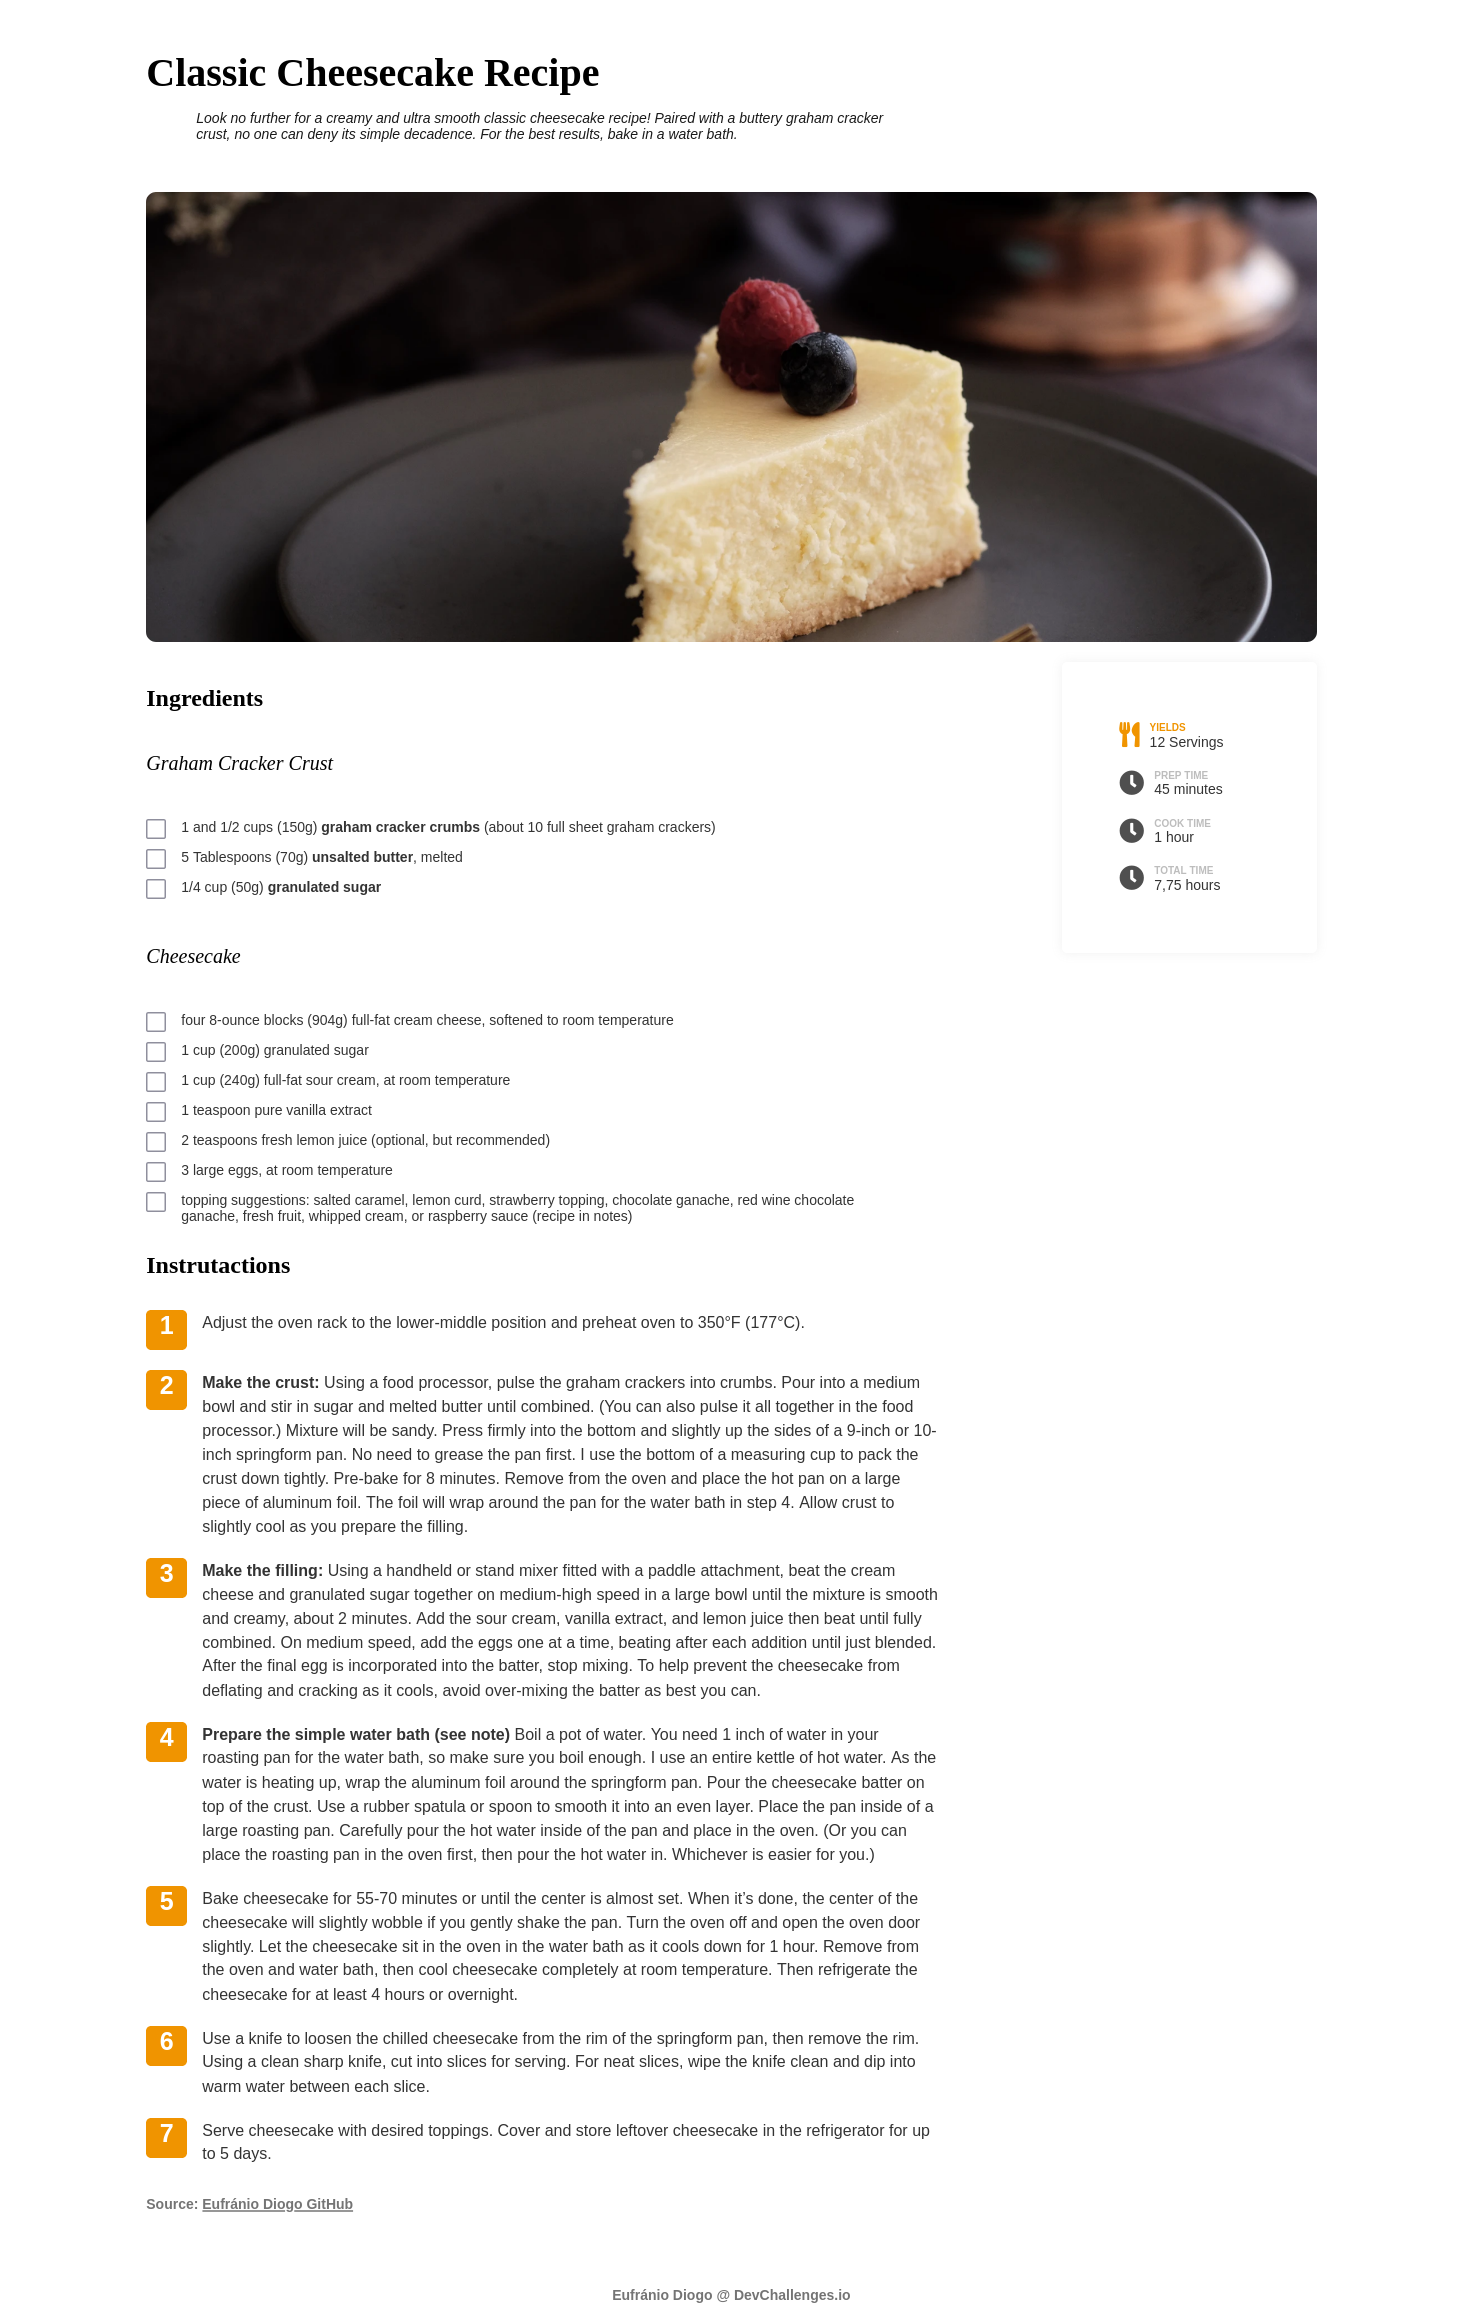 Classic Cheesecake Recipe
Look no further for a creamy and ultra smooth classic cheesecake recipe! Paired with a buttery graham cracker
crust, no one can deny its simple decadence. For the best results, bake in a water bath.
Ingredients
Graham Cracker Crust
1 and 1/2 cups (150g) graham cracker crumbs (about 10 full sheet graham crackers)
5 Tablespoons (70g) unsalted butter, melted
1/4 cup (50g) granulated sugar
Cheesecake
four 8-ounce blocks (904g) full-fat cream cheese, softened to room temperature
1 cup (200g) granulated sugar
1 cup (240g) full-fat sour cream, at room temperature
1 teaspoon pure vanilla extract
2 teaspoons fresh lemon juice (optional, but recommended)
3 large eggs, at room temperature
topping suggestions: salted caramel, lemon curd, strawberry topping, chocolate ganache, red wine chocolate
ganache, fresh fruit, whipped cream, or raspberry sauce (recipe in notes)
YIELDS
12 Servings
PREP TIME
45 minutes
COOK TIME
1 hour
TOTAL TIME
7,75 hours
Instrutactions
1 Adjust the oven rack to the lower-middle position and preheat oven to 350°F (177°C).
2 Make the crust: Using a food processor, pulse the graham crackers into crumbs. Pour into a medium
bowl and stir in sugar and melted butter until combined. (You can also pulse it all together in the food
processor.) Mixture will be sandy. Press firmly into the bottom and slightly up the sides of a 9-inch or 10-
inch springform pan. No need to grease the pan first. I use the bottom of a measuring cup to pack the
crust down tightly. Pre-bake for 8 minutes. Remove from the oven and place the hot pan on a large
piece of aluminum foil. The foil will wrap around the pan for the water bath in step 4. Allow crust to
slightly cool as you prepare the filling.
3 Make the filling: Using a handheld or stand mixer fitted with a paddle attachment, beat the cream
cheese and granulated sugar together on medium-high speed in a large bowl until the mixture is smooth
and creamy, about 2 minutes. Add the sour cream, vanilla extract, and lemon juice then beat until fully
combined. On medium speed, add the eggs one at a time, beating after each addition until just blended.
After the final egg is incorporated into the batter, stop mixing. To help prevent the cheesecake from
deflating and cracking as it cools, avoid over-mixing the batter as best you can.
4 Prepare the simple water bath (see note) Boil a pot of water. You need 1 inch of water in your
roasting pan for the water bath, so make sure you boil enough. I use an entire kettle of hot water. As the
water is heating up, wrap the aluminum foil around the springform pan. Pour the cheesecake batter on
top of the crust. Use a rubber spatula or spoon to smooth it into an even layer. Place the pan inside of a
large roasting pan. Carefully pour the hot water inside of the pan and place in the oven. (Or you can
place the roasting pan in the oven first, then pour the hot water in. Whichever is easier for you.)
5 Bake cheesecake for 55-70 minutes or until the center is almost set. When it’s done, the center of the
cheesecake will slightly wobble if you gently shake the pan. Turn the oven off and open the oven door
slightly. Let the cheesecake sit in the oven in the water bath as it cools down for 1 hour. Remove from
the oven and water bath, then cool cheesecake completely at room temperature. Then refrigerate the
cheesecake for at least 4 hours or overnight.
6 Use a knife to loosen the chilled cheesecake from the rim of the springform pan, then remove the rim.
Using a clean sharp knife, cut into slices for serving. For neat slices, wipe the knife clean and dip into
warm water between each slice.
7 Serve cheesecake with desired toppings. Cover and store leftover cheesecake in the refrigerator for up
to 5 days.
Source: Eufránio Diogo GitHub
Eufránio Diogo @ DevChallenges.io